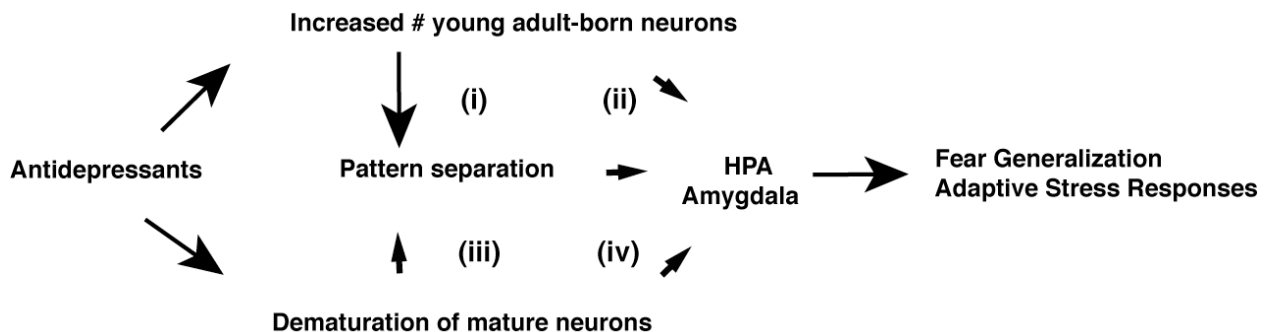 Increased # young adult-born neurons
(i)
(ii)
Antidepressants
Pattern separation
HPA
Amygdala
Fear Generalization
Adaptive Stress Responses
(iii)
(iv)
Dematuration of mature neurons